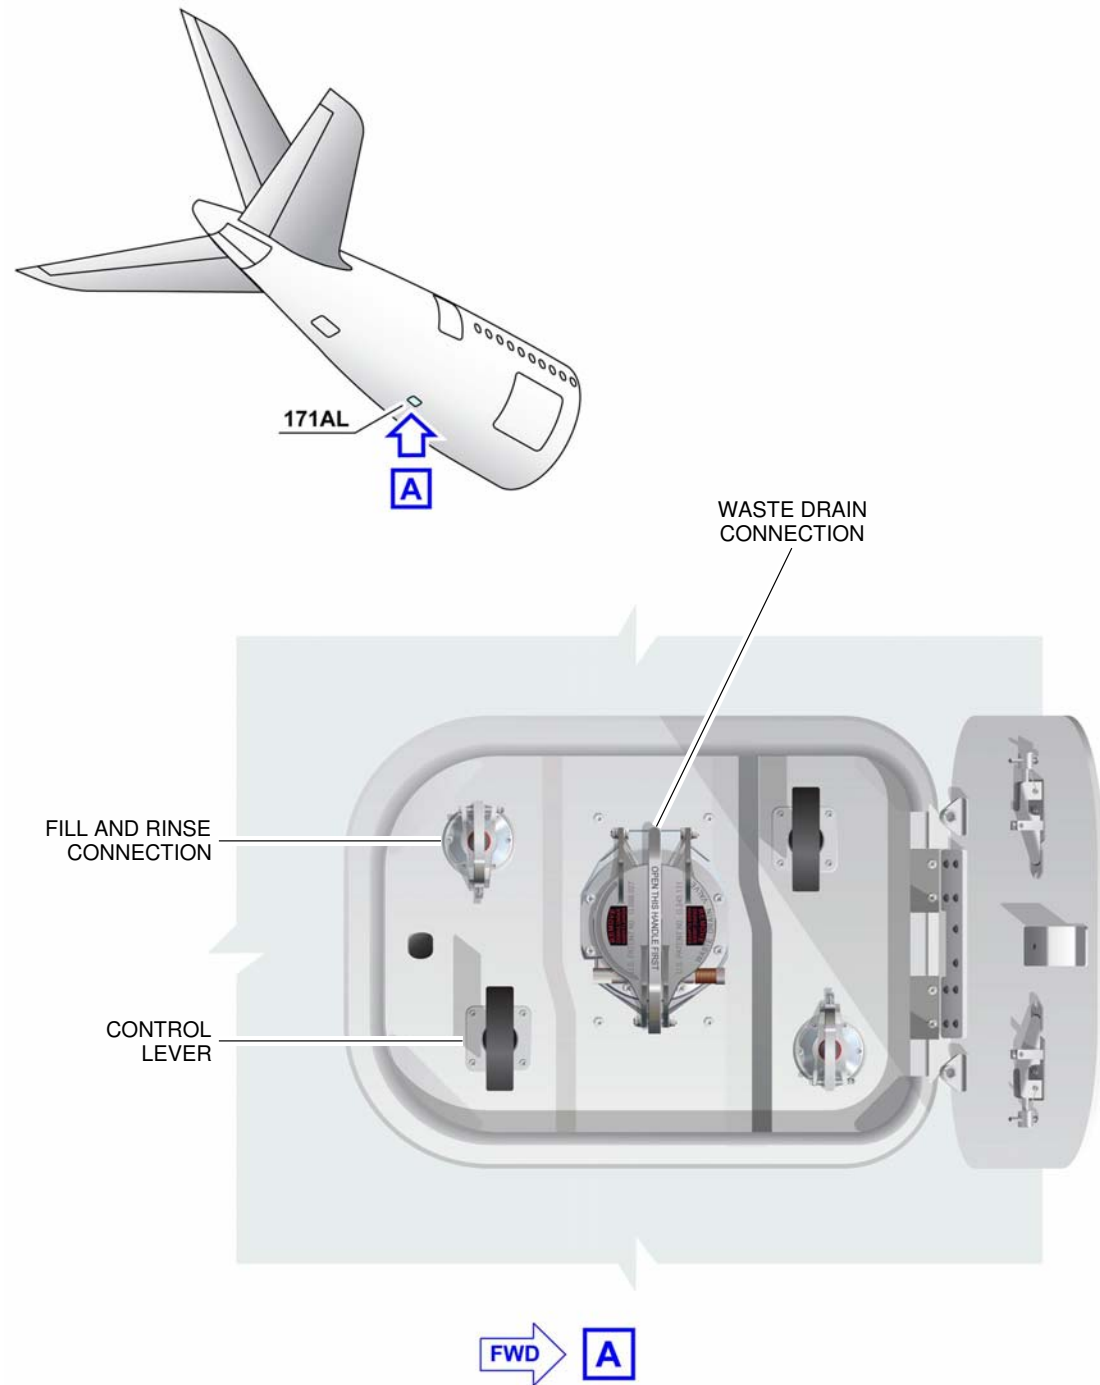 171AL
A
WASTE DRAIN
CONNECTION
FILL AND RINSE
CONNECTION
OPEN THIS HANDLE FIRST
CONTROL
LEVER
FWD
A